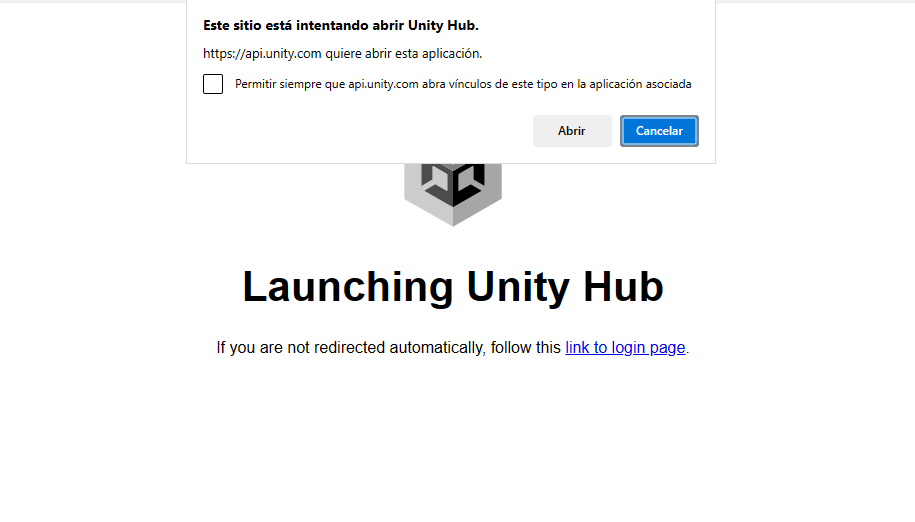 Este sitio está intentando abrir Unity Hub.
https://api.unity.com quiere abrir esta aplicación.
Permitir siempre que api.unity.com abra vínculos de este tipo en la aplicación asociada
Abrir Cancelar
Launching Unity Hub
If you are not redirected automatically, follow this link to login page.